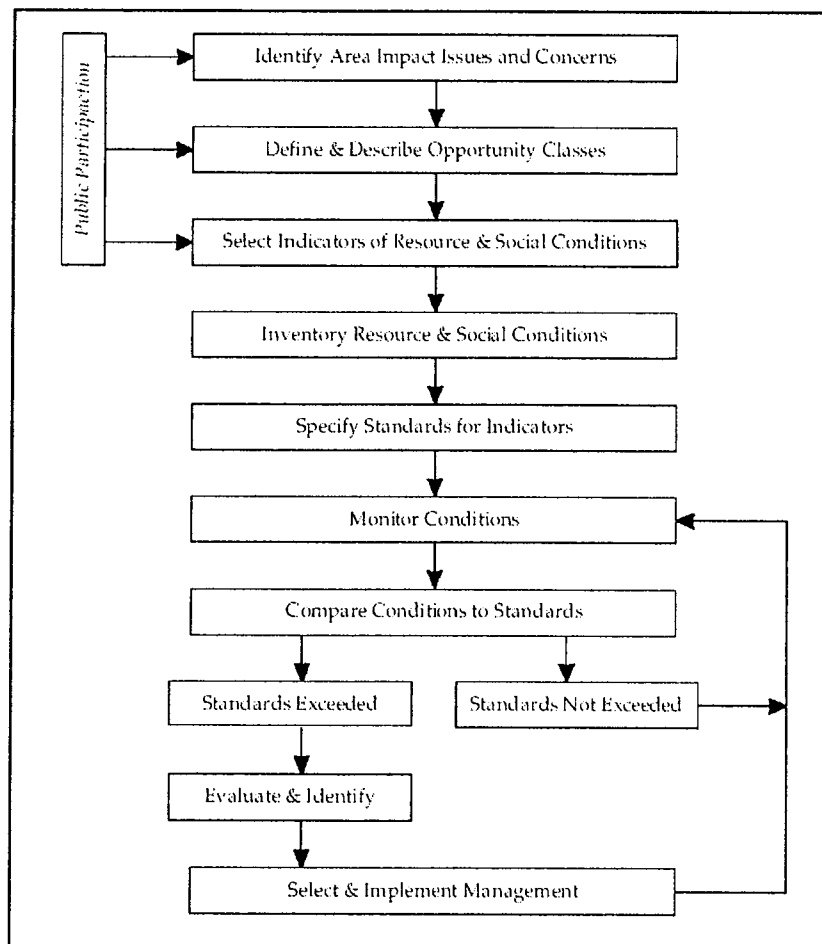 Public Participaction
Identify Area Impact Issues and Concerns
Define & Describe Opportunity Classes
Select Indicators of Resource & Social Conditions
Inventory Resource & Social Conditions
Specify Standards for Indicators
Monitor Conditions
Compare Conditions to Standards
Standards Exceeded
Standards Not Exceeded
Evaluate & Identify
Select & Implement Management